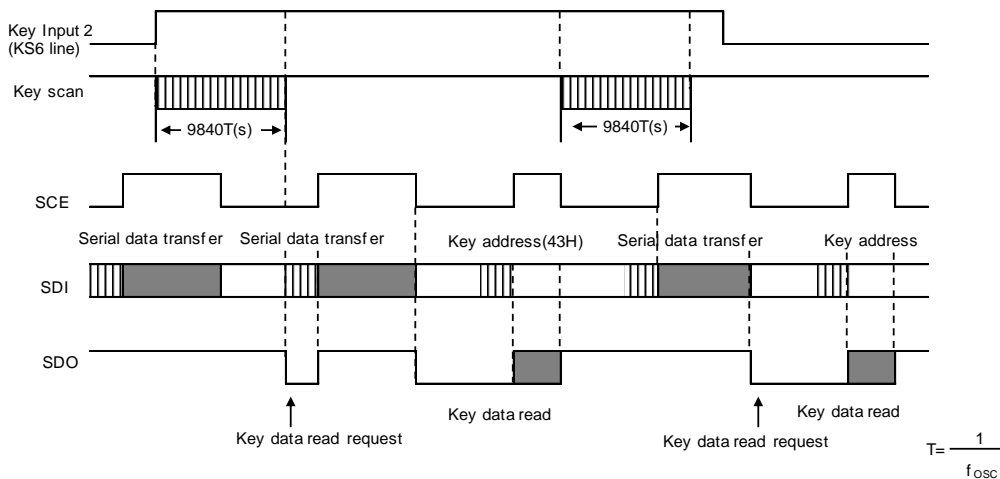 Key Input 2
(KS6 line)
Key scan
9840T(s)
9840T(s)
SCE
Serial data transfer
Serial data transfer
Key address(43H)
Serial data transfer
Key address
SDI
SDO
Key data read
Key data read
Key data read request
Key data read request
T= 1
fOSC